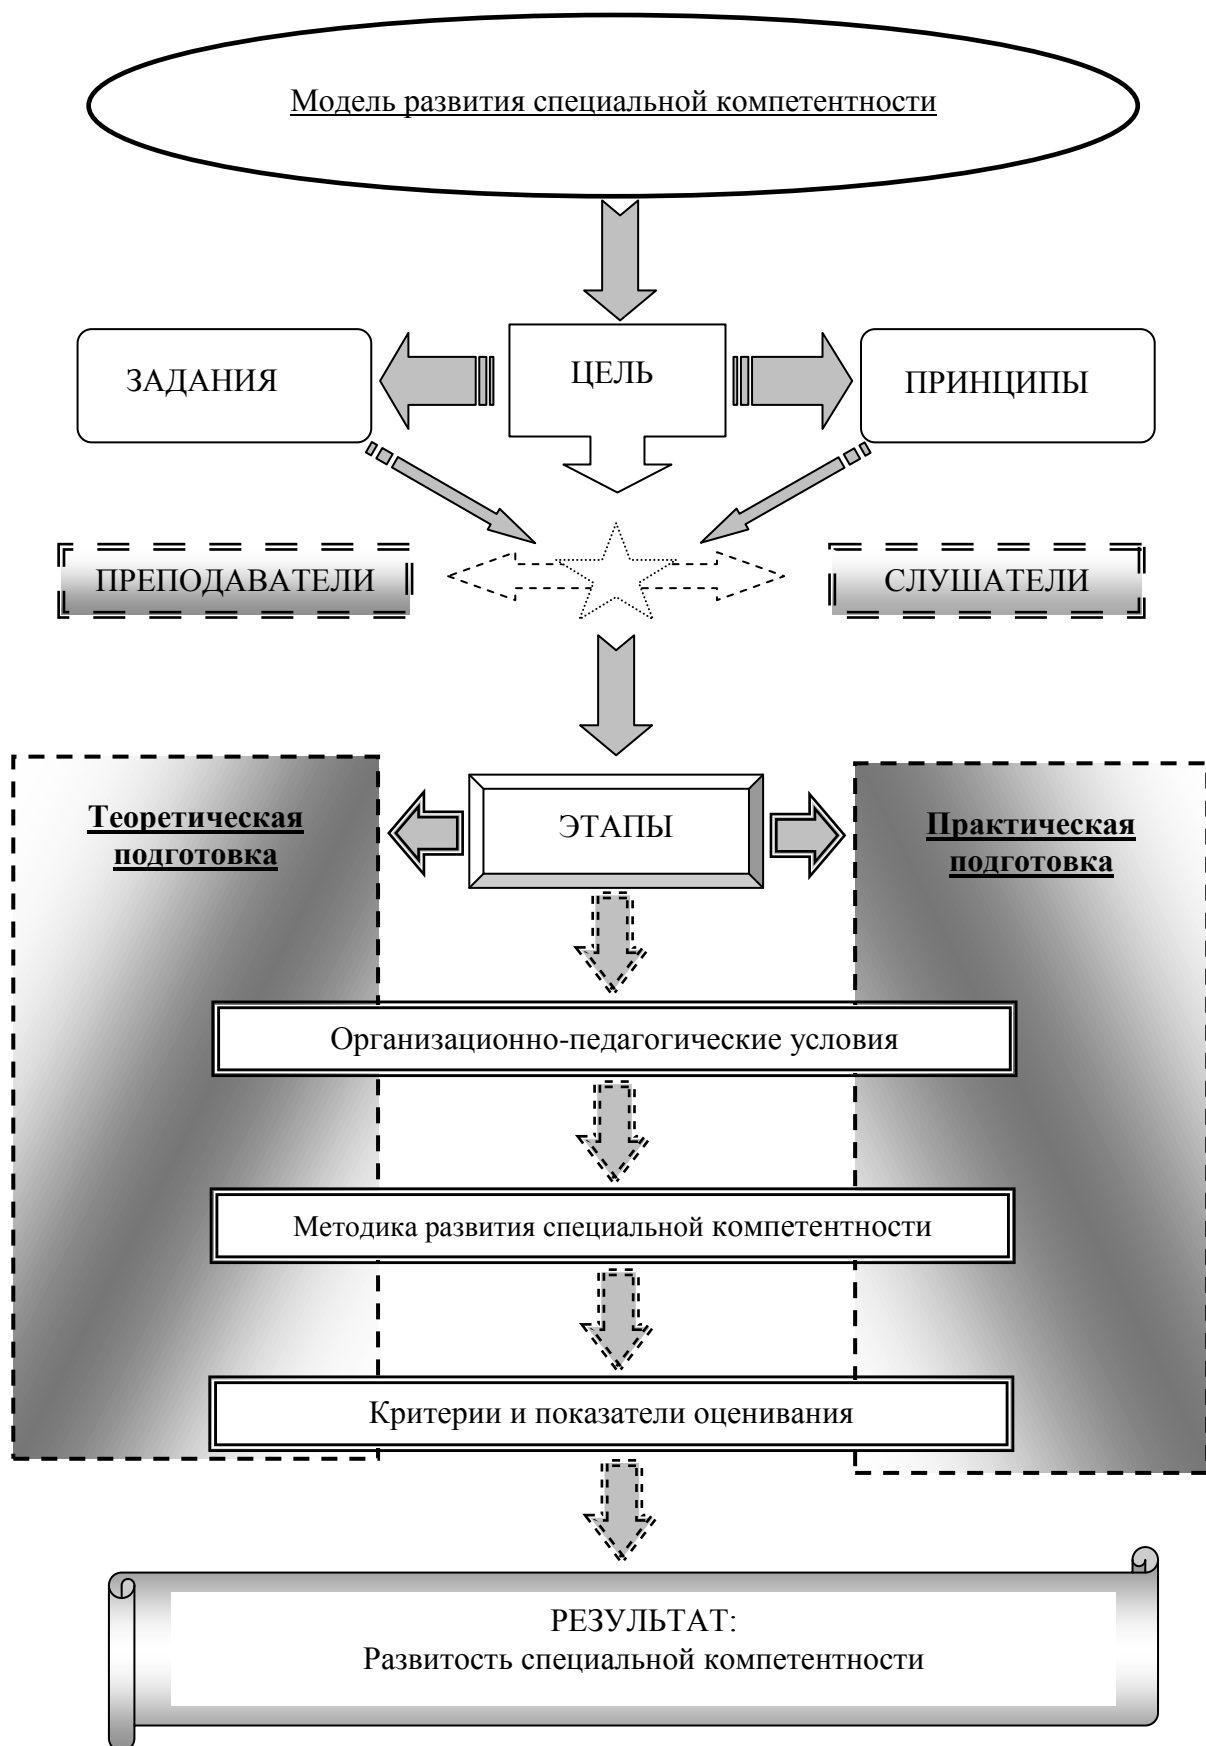 Модель развития специальной компетентности
ЗАДАНИЯ
ЦЕЛЬ
ПРИНЦИПЫ
ПРЕПОДАВАТЕЛИ
СЛУШАТЕЛИ
Теоретическая
подготовка
ЭТАПЫ
Практическая
подготовка
Организационно-педагогические условия
Методика развития специальной компетентности
Критерии и показатели оценивания
РЕЗУЛЬТАТ:
Развитость специальной компетентности